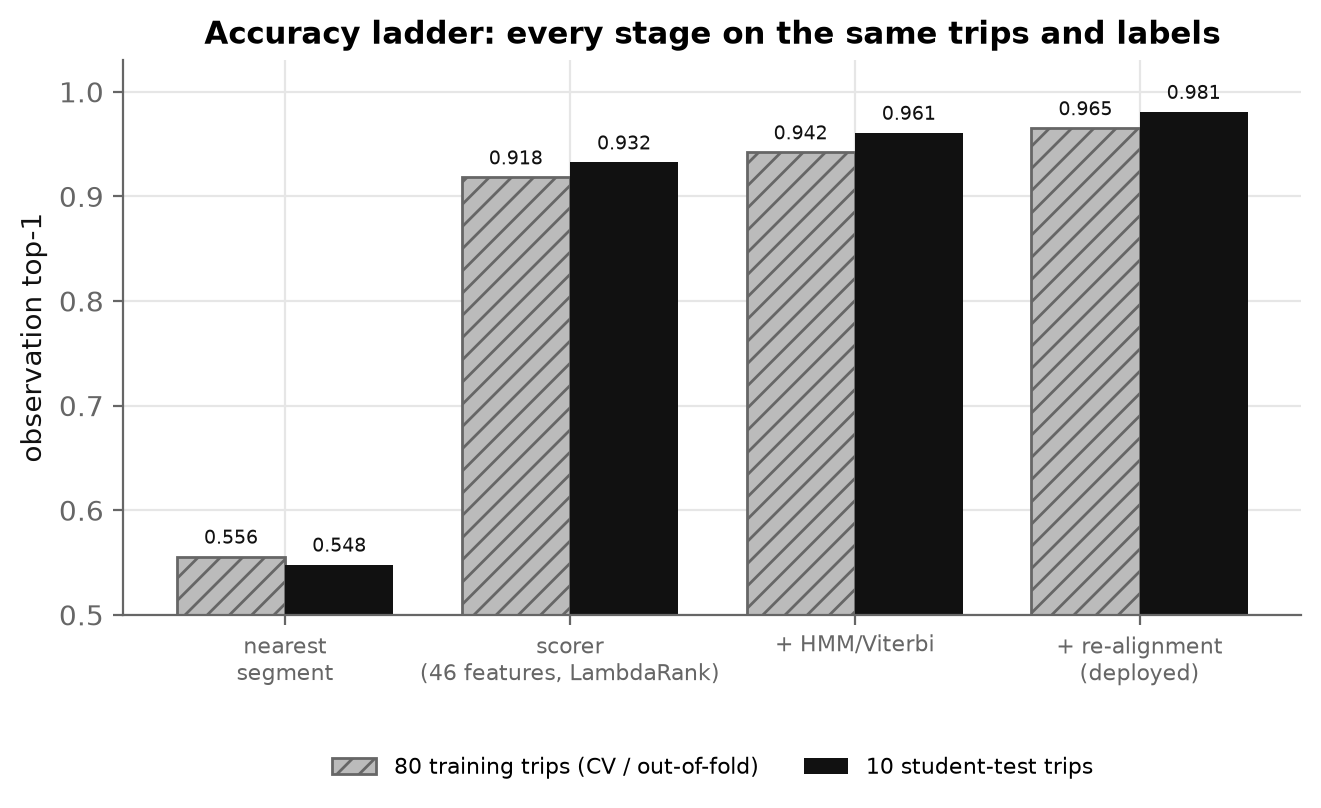 Accuracy ladder: every stage on the same trips and labels
observation top-1
1.0
0.9
0.8
0.7
0.6
0.5
0.556
0.548
0.918
0.932
0.942
0.961
0.965
0.981
nearest
segment
scorer
(46 features, LambdaRank)
+ HMM/Viterbi
+ re-alignment
(deployed)
80 training trips (CV / out-of-fold)
10 student-test trips